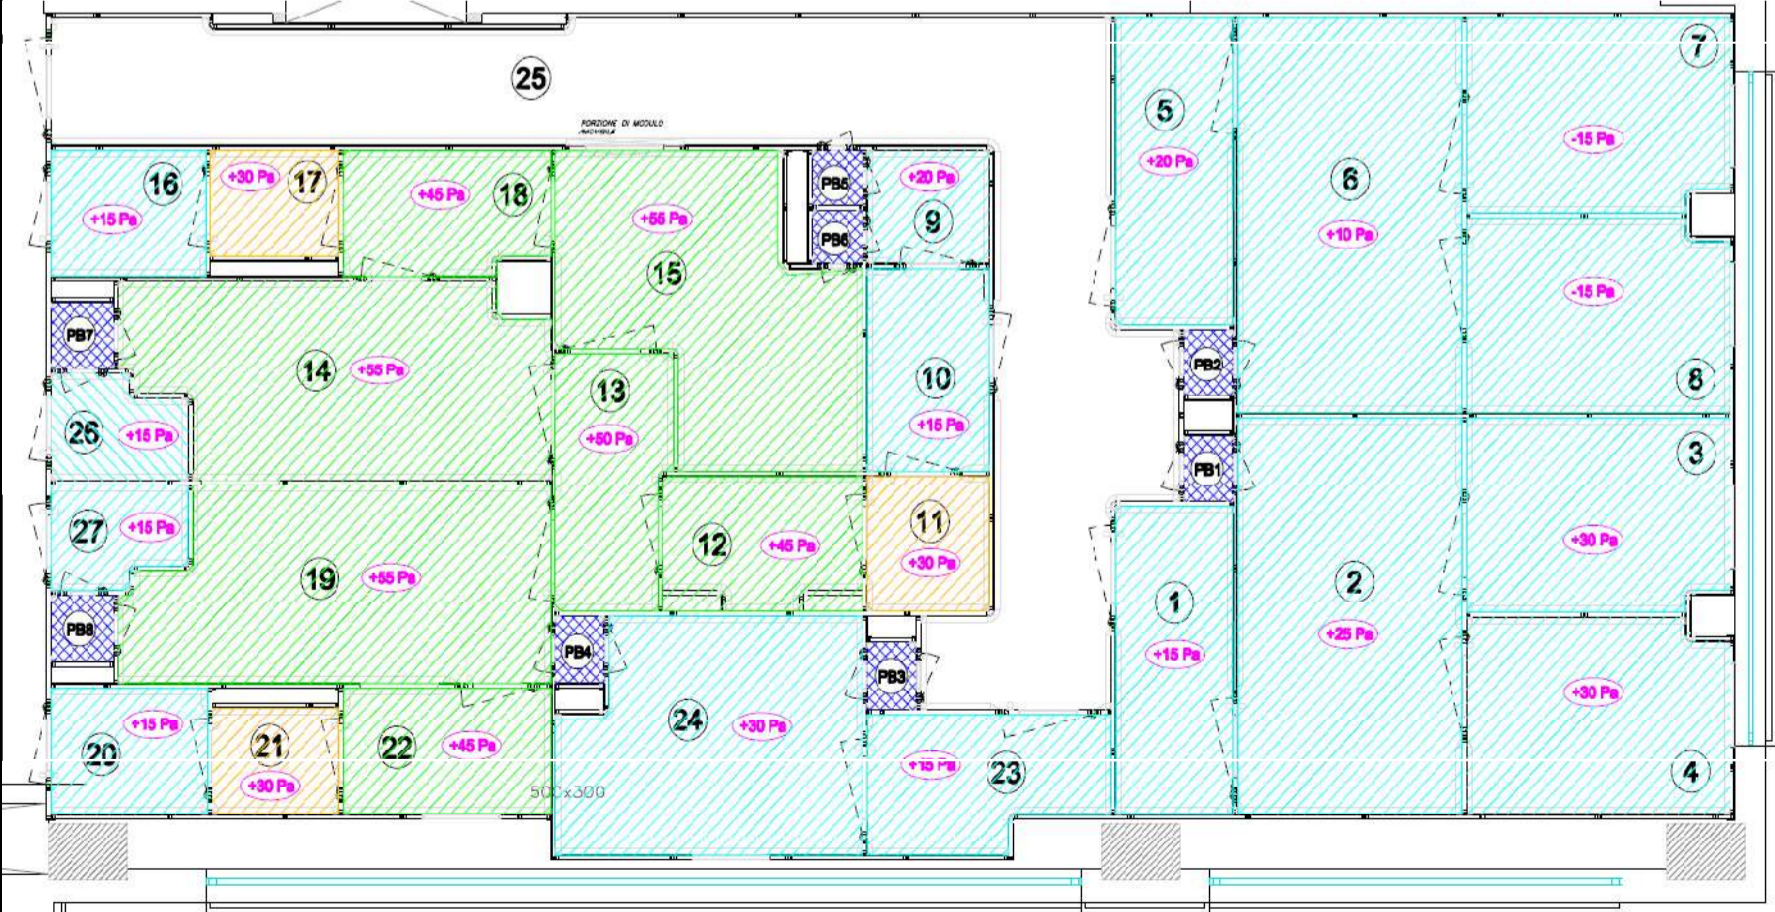 7
25
PORZIONE DI MODULO
AMOVIBILE
5
-15 Pa
+20 Pa
16
+30 Pa
17
+45 Pa
18
+55 Pa
PB5
+20 Pa
6
+15 Pa
9
+10 Pa
PB6
15
-15 Pa
PB7
14
+55 Pa
13
10
PB2
8
26
+15 Pa
+50 Pa
+15 Pa
3
PB1
27
+15 Pa
12
+45 Pa
11
+30 Pa
+30 Pa
19
+55 Pa
2
1
PB8
PB4
+25 Pa
+15 Pa
PB3
+30 Pa
20
+15 Pa
21
22
+45 Pa
24
+30 Pa
+30 Pa
+15 Pa
23
4
500x300